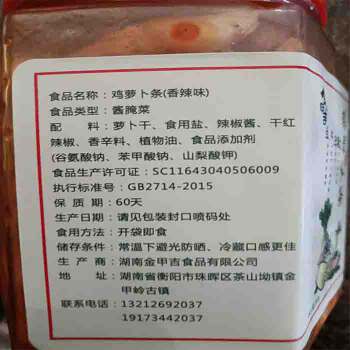 食品名称：鸡萝卜条(香辣味)
食品类型：酱腌菜
配　　料：萝卜干、食用盐、辣椒酱、干红
辣椒、香辛料、植物油、食品添加剂
(谷氨酸钠、苯甲酸钠、山梨酸钾)
食品生产许可证：SC11643040506009
执行标准号：GB2714-2015
保 质 期：60天
生产日期：请见包装封口喷码处
食用方法：开袋即食
储存条件：常温下避光防晒、冷藏口感更佳
生 产 商：湖南金甲吉食品有限公司
地　　址：湖南省衡阳市珠晖区茶山坳镇金
甲岭古镇
联系电话：13212692037
19173442037